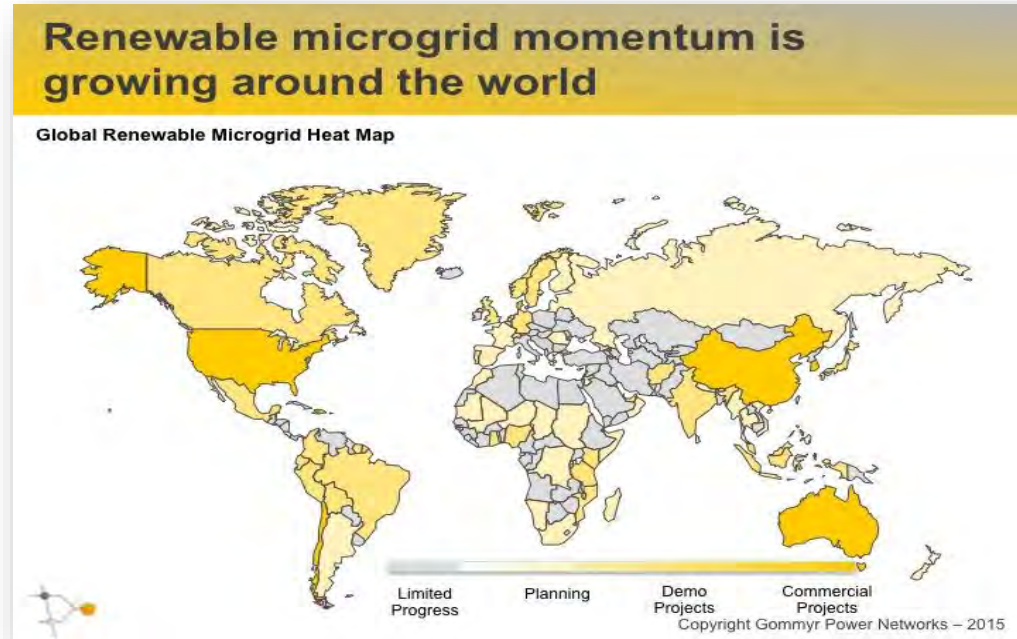 Renewable microgrid momentum is
growing around the world
Global Renewable Microgrid Heat Map
Limited
Progress
Planning
Demo
Projects
Commercial
Projects
Copyright Gommyr Power Networks – 2015